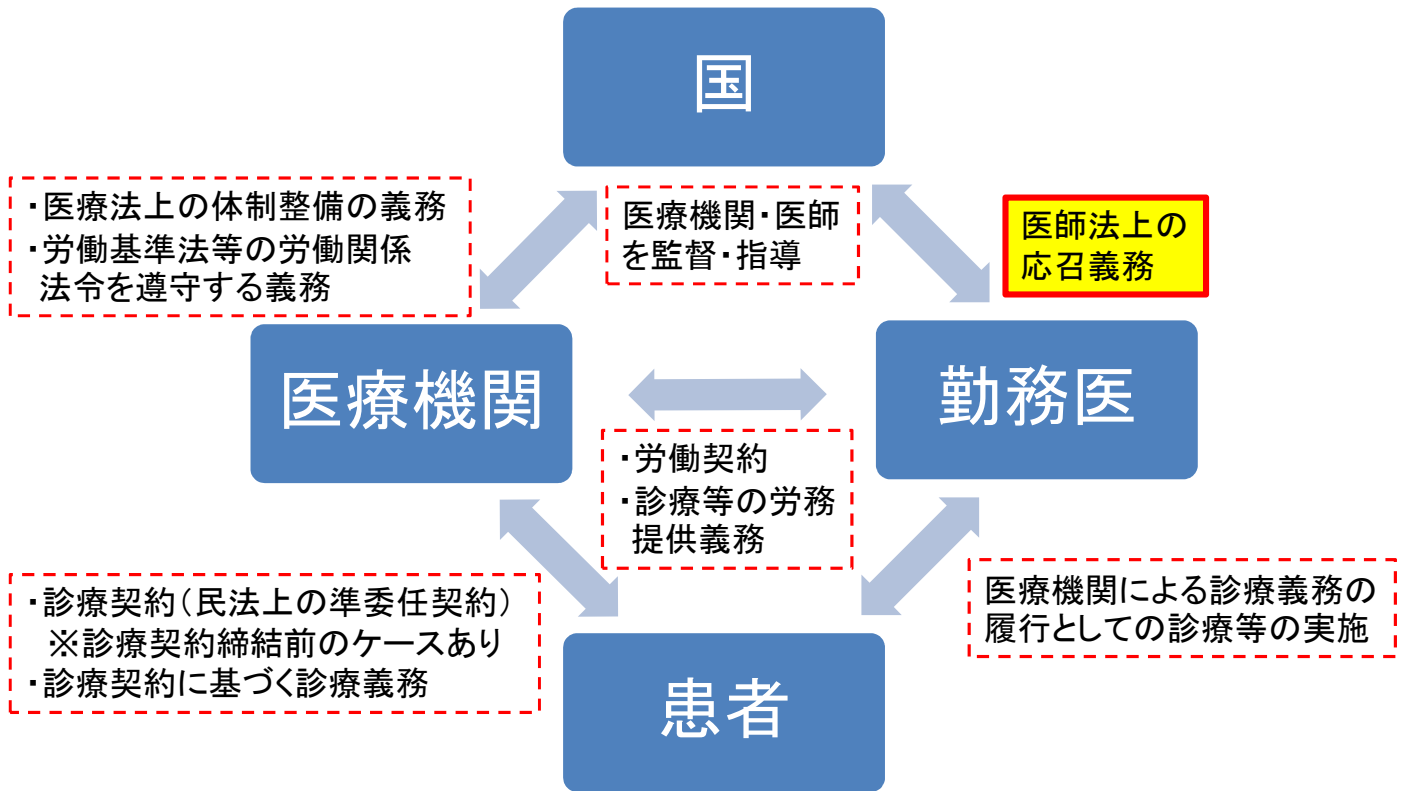 国
・医療法上の体制整備の義務
・労働基準法等の労働関係
法令を遵守する義務
医療機関・医師
を監督・指導
医師法上の
応召義務
医療機関
勤務医
・労働契約
・診療等の労務
提供義務
・診療契約（民法上の準委任契約）
※診療契約締結前のケースあり
・診療契約に基づく診療義務
医療機関による診療義務の
履行としての診療等の実施
患者